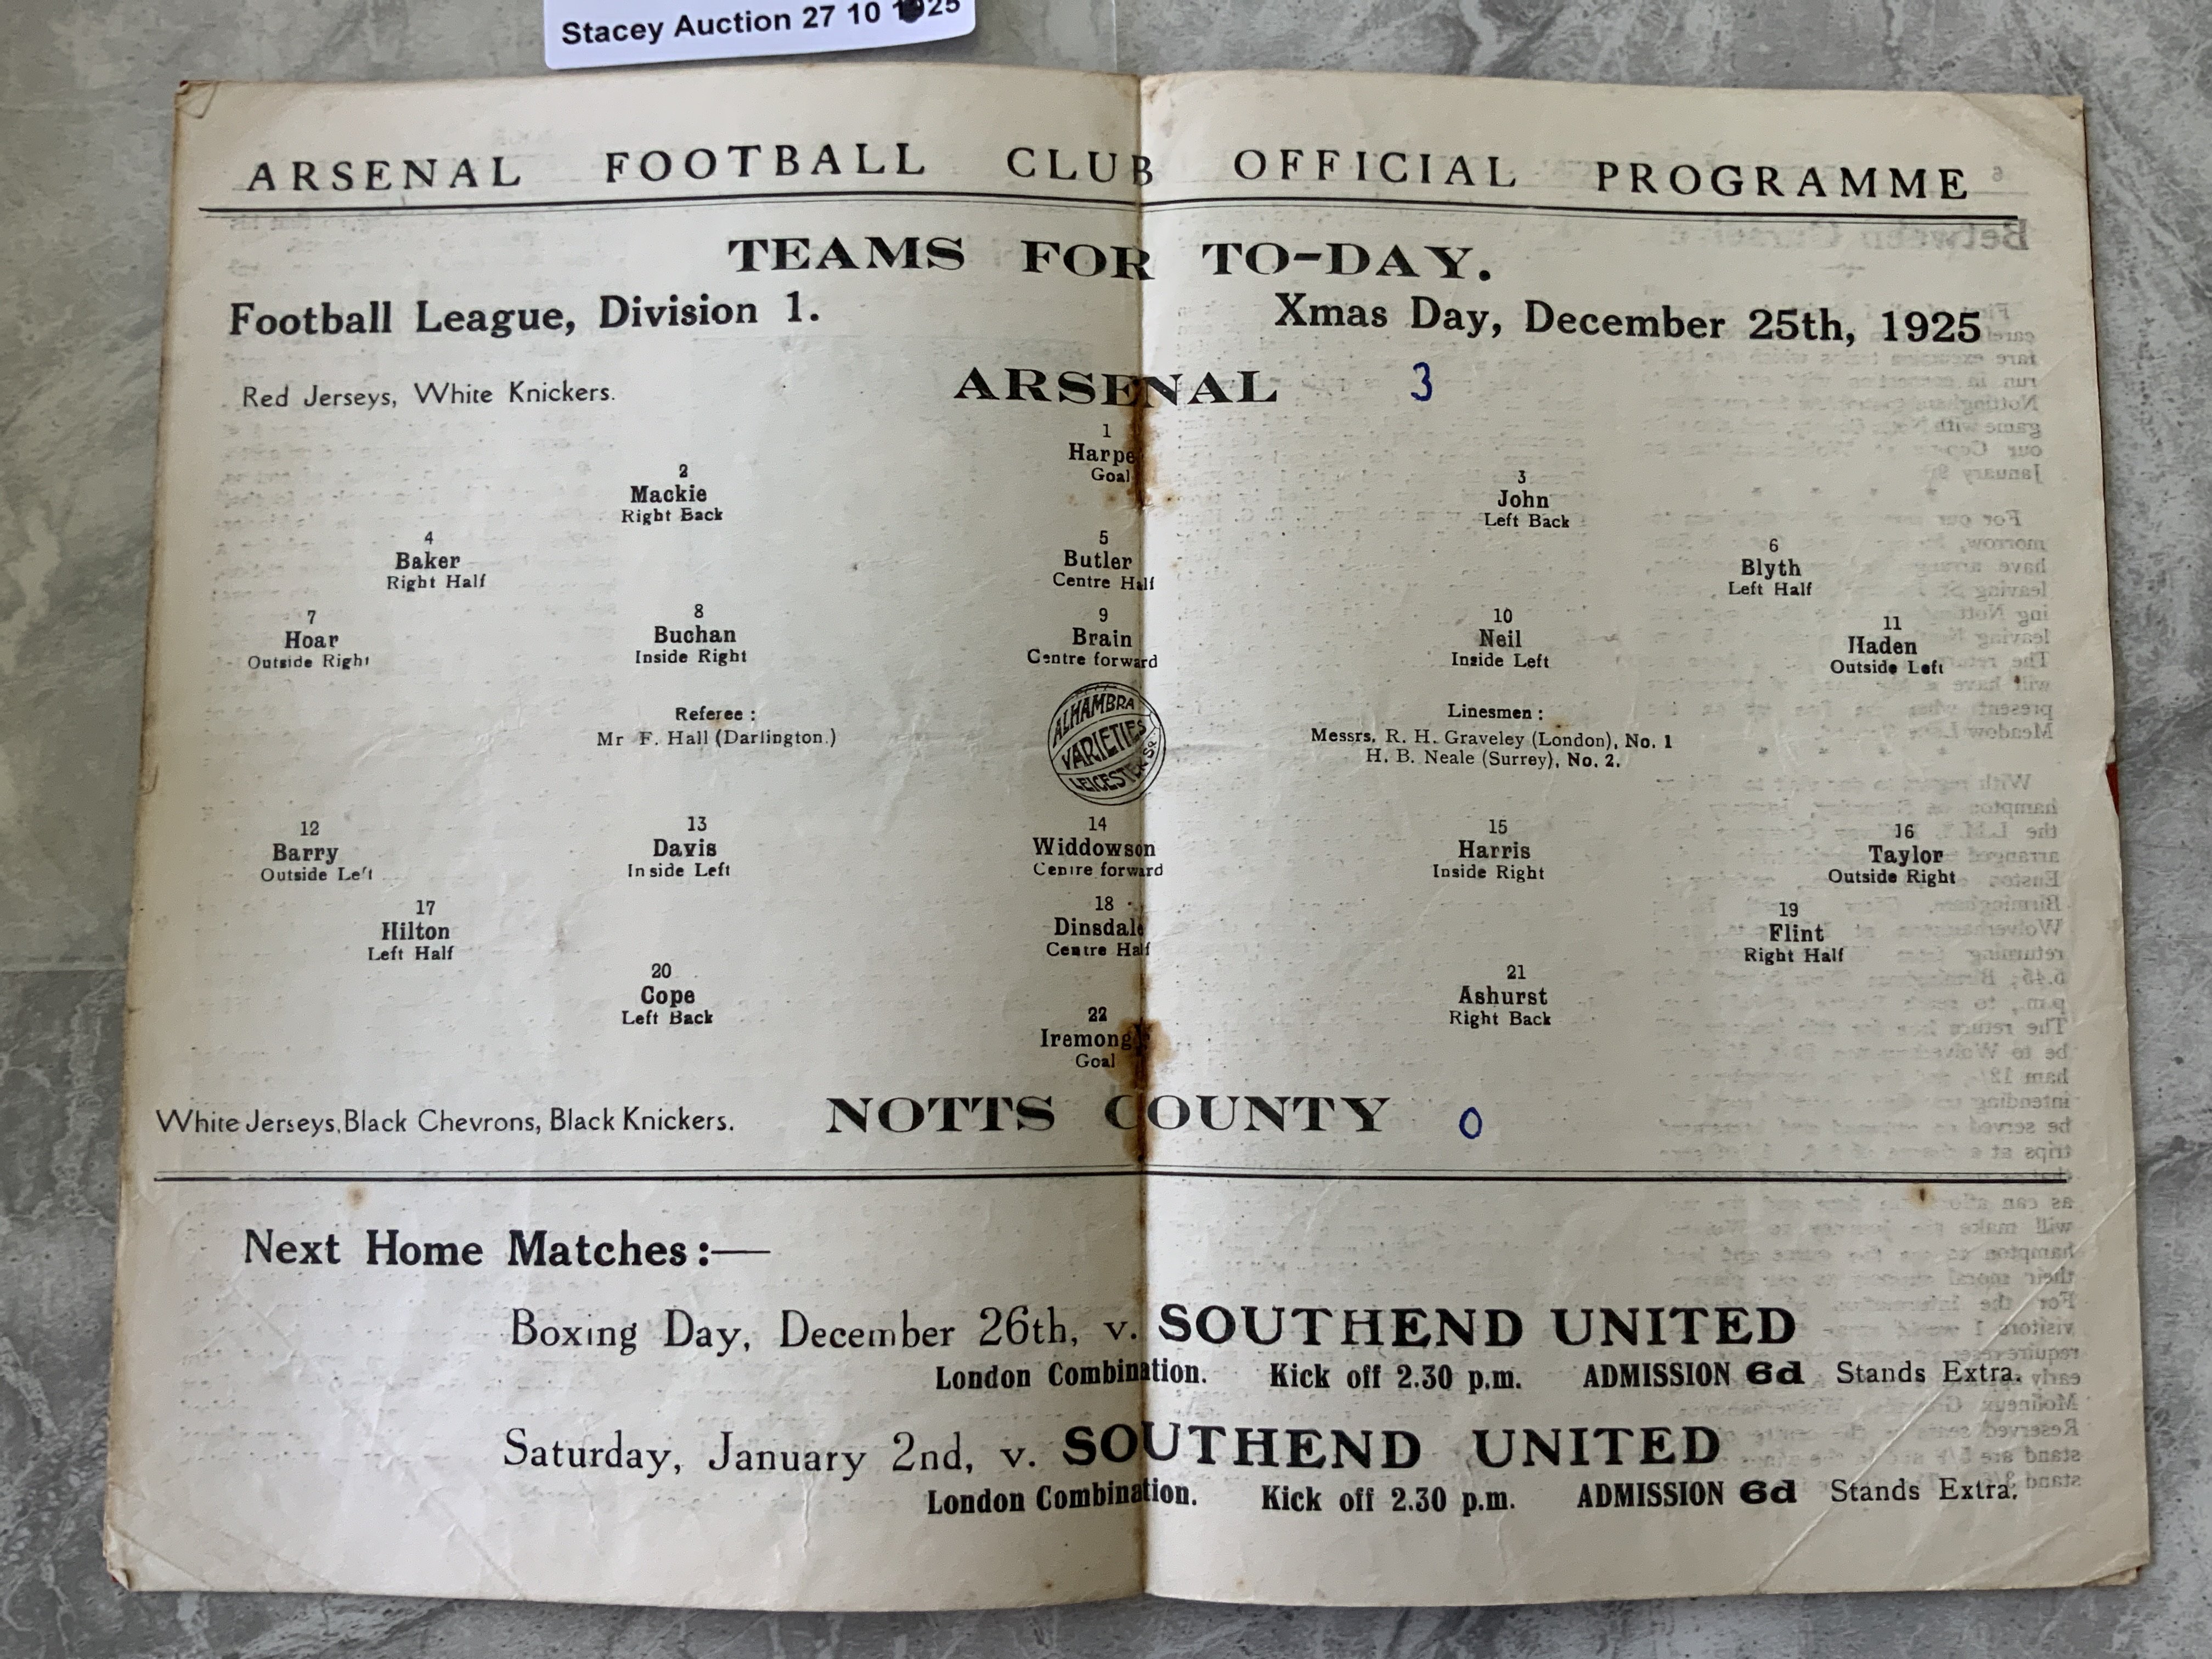 Stacey Auction 27 10 1925
ARSENAL FOOTBALL CLUB OFFICIAL PROGRAMME
TEAMS FOR TO-DAY.
Football League, Division 1. Xmas Day, December 25th, 1925
Red Jerseys, White Knickers. ARSENAL 3
1
Harpe
Goal
2 3
Mackie John
Right Back Left Back
4 5 6
Baker Butler Blyth
Right Half Centre Half Left Half
7 8 9 10 11
Hoar Buchan Brain Neil Haden
Outside Right Inside Right Centre forward Inside Left Outside Left
Referee : Linesmen :
Mr F. Hall (Darlington.) Messrs. R. H. Graveley (London), No. 1
H. B. Neale (Surrey), No. 2.
ALHAMBRA
VARIETIES
LEICESTER SQ.
12 13 14 15 16
Barry Davis Widdowson Harris Taylor
Outside Left Inside Left Centre forward Inside Right Outside Right
17 18 19
Hilton Dinsdale Flint
Left Half Centre Half Right Half
20 21
Cope Ashurst
Left Back Right Back
22
Iremong
Goal
White Jerseys, Black Chevrons, Black Knickers. NOTTS COUNTY 0
Next Home Matches:—
Boxing Day, December 26th, v. SOUTHEND UNITED
London Combination. Kick off 2.30 p.m. ADMISSION 6d Stands Extra.
Saturday, January 2nd, v. SOUTHEND UNITED
London Combination. Kick off 2.30 p.m. ADMISSION 6d Stands Extra.